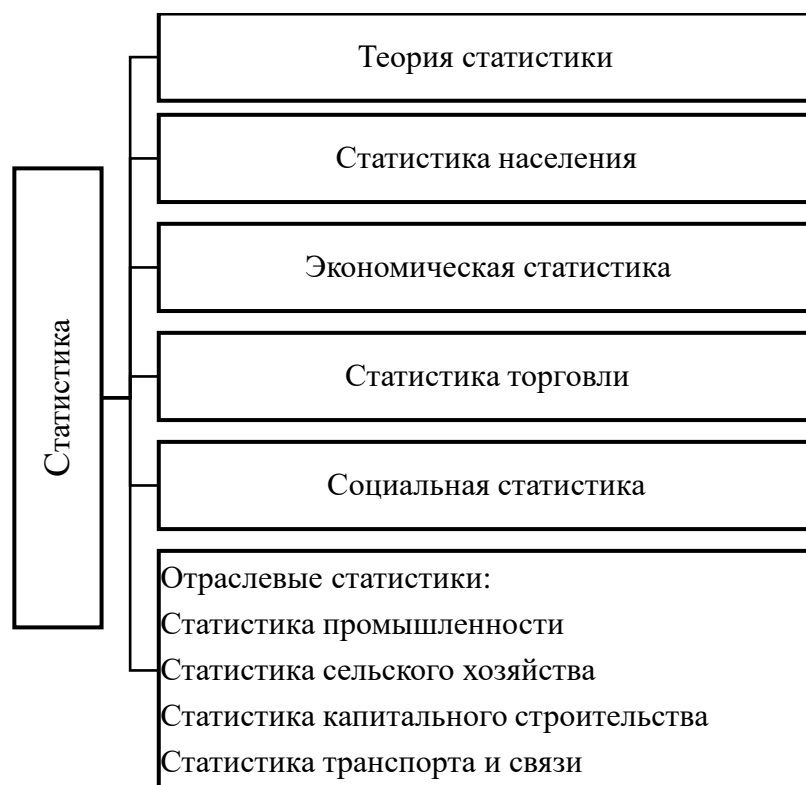 Статистика
Теория статистики
Статистика населения
Экономическая статистика
Статистика торговли
Социальная статистика
Отраслевые статистики:
Статистика промышленности
Статистика сельского хозяйства
Статистика капитального строительства
Статистика транспорта и связи